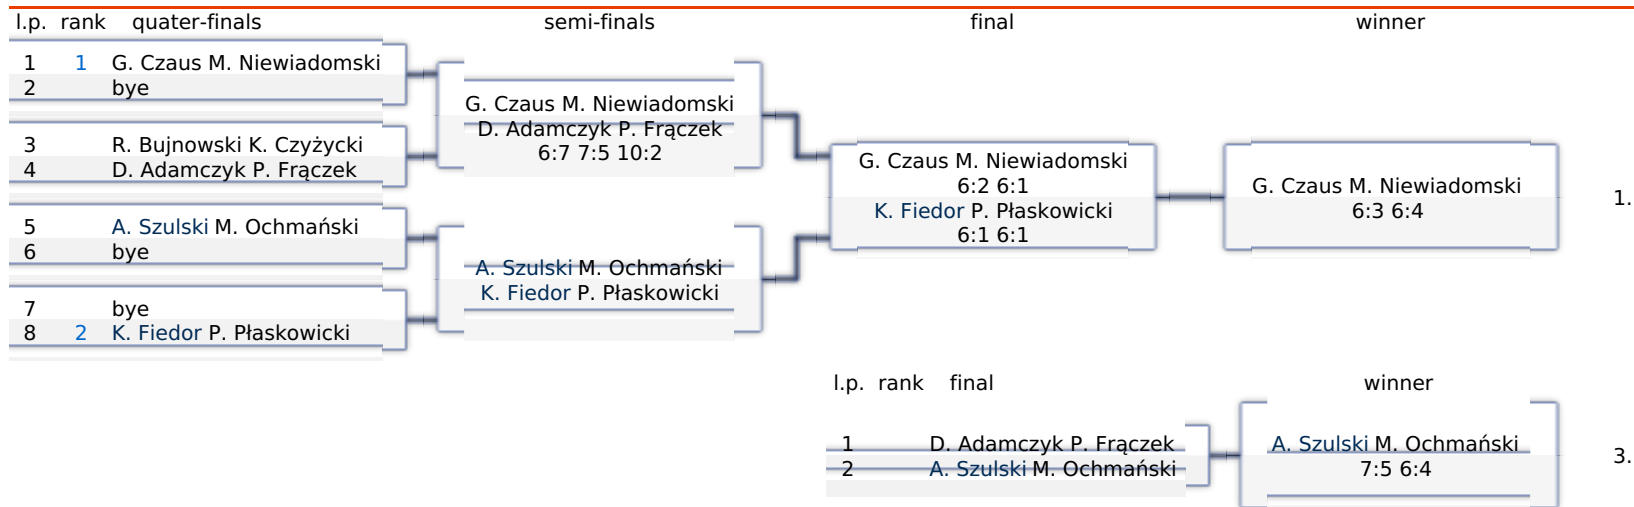 l.p. rank quater-finals semi-finals final winner
1 1 G. Czaus M. Niewiadomski
2 bye
3 R. Bujnowski K. Czyżycki
4 D. Adamczyk P. Frączek
5 A. Szulski M. Ochmański
6 bye
7 bye
8 2 K. Fiedor P. Płaskowicki
G. Czaus M. Niewiadomski
D. Adamczyk P. Frączek
6:7 7:5 10:2
A. Szulski M. Ochmański
K. Fiedor P. Płaskowicki
G. Czaus M. Niewiadomski
6:2 6:1
K. Fiedor P. Płaskowicki
6:1 6:1
G. Czaus M. Niewiadomski
6:3 6:4
1.
l.p. rank final winner
1 D. Adamczyk P. Frączek
2 A. Szulski M. Ochmański
A. Szulski M. Ochmański
7:5 6:4
3.